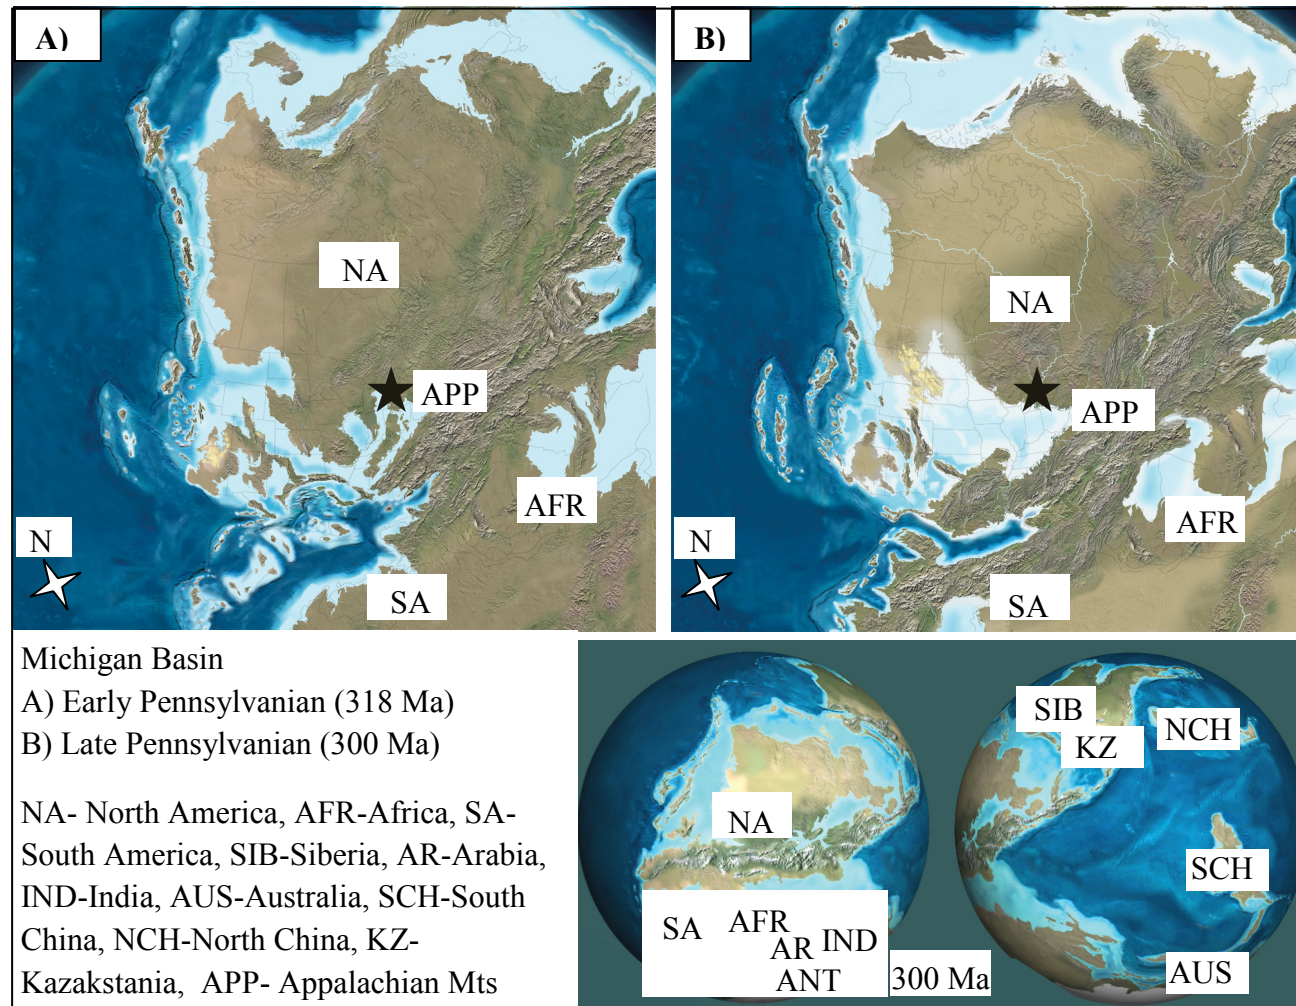 A)
NA
APP
AFR
N
SA
B)
NA
APP
AFR
N
SA
Michigan Basin
A) Early Pennsylvanian (318 Ma)
B) Late Pennsylvanian (300 Ma)
NA- North America, AFR-Africa, SA-
South America, SIB-Siberia, AR-Arabia,
IND-India, AUS-Australia, SCH-South
China, NCH-North China, KZ-
Kazakstania, APP- Appalachian Mts
NA
SA
AFR
AR
IND
ANT
300 Ma
SIB
KZ
NCH
SCH
AUS